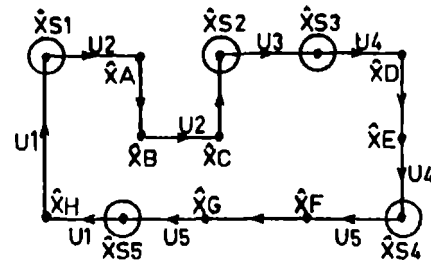 x̂S1 U2 x̂S2 U3 x̂S3 U4
x̂A x̂D
U1 U2 x̂E
x̂B x̂C U4
x̂H x̂G x̂F
U1 x̂S5 U5 U5 x̂S4